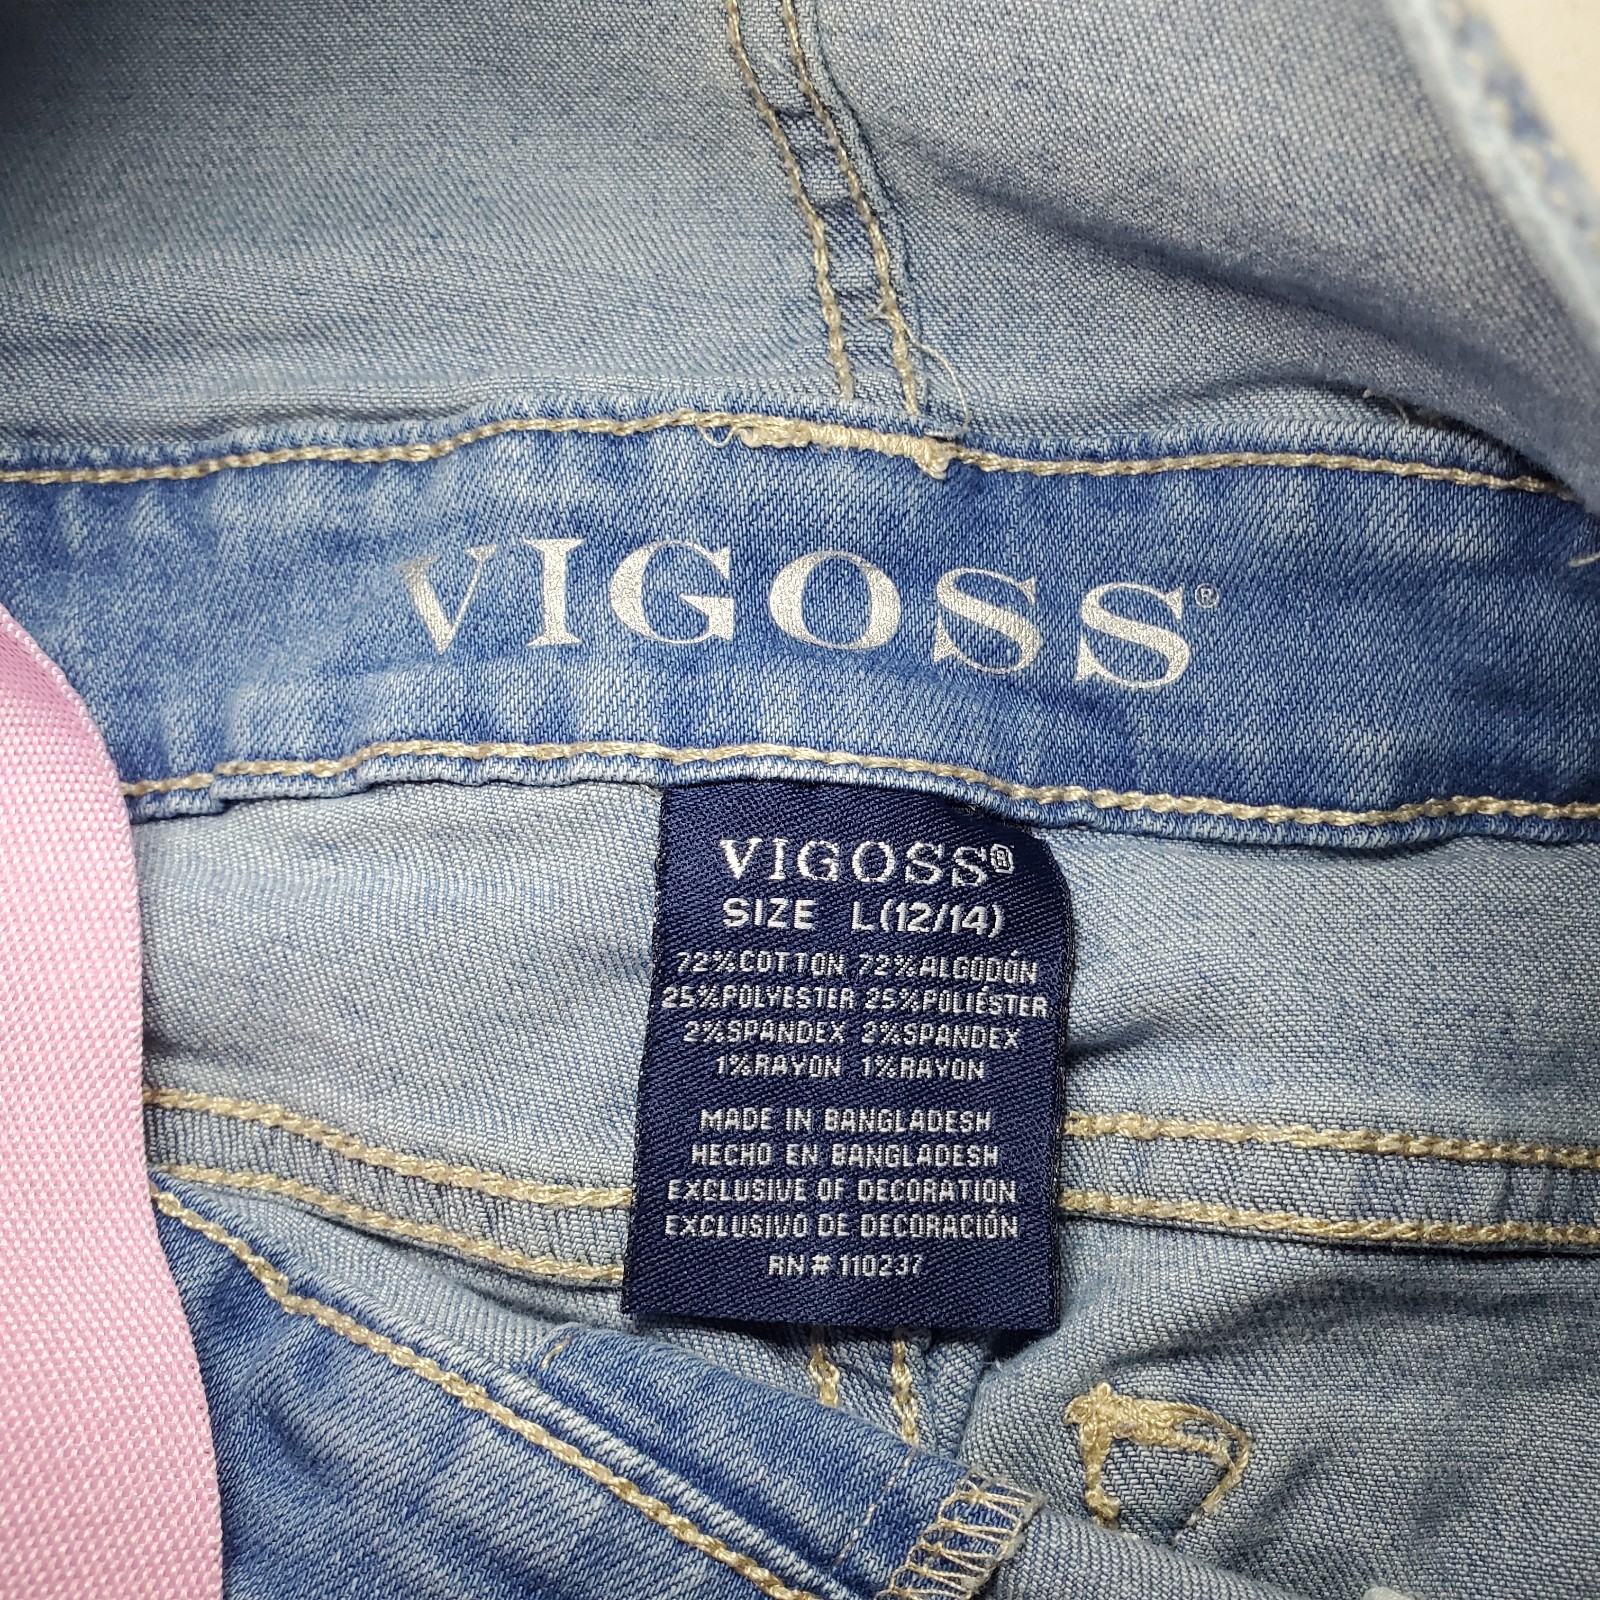 VIGOSS®
VIGOSS®
SIZE L(12/14)
72%COTTON 72%ALGODÓN
25%POLYESTER 25%POLIÉSTER
2%SPANDEX 2%SPANDEX
1%RAYON 1%RAYON
MADE IN BANGLADESH
HECHO EN BANGLADESH
EXCLUSIVE OF DECORATION
EXCLUSIVO DE DECORACIÓN
RN# 110237